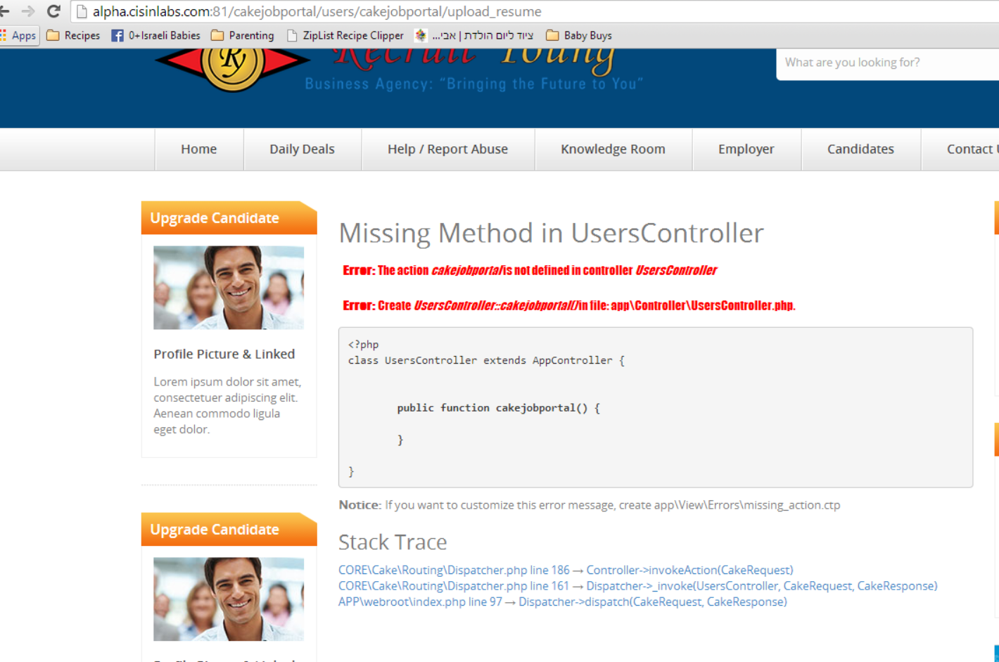 alpha.cisinlabs.com:81/cakejobportal/users/cakejobportal/upload_resume
Apps Recipes 0+Israeli Babies Parenting ZipList Recipe Clipper ציוד ליום הולדת | אבי... Baby Buys
Ry Recruit Young
What are you looking for?
Business Agency: “Bringing the Future to You”
Home Daily Deals Help / Report Abuse Knowledge Room Employer Candidates Contact
Upgrade Candidate
Profile Picture & Linked
Lorem ipsum dolor sit amet,
consectetuer adipiscing elit.
Aenean commodo ligula
eget dolor.
Upgrade Candidate
Missing Method in UsersController
Error: The action cakejobportal is not defined in controller UsersController
Error: Create UsersController::cakejobportal() in file: app\Controller\UsersController.php.
<?php
class UsersController extends AppController {
public function cakejobportal() {
}
}
Notice: If you want to customize this error message, create app\View\Errors\missing_action.ctp
Stack Trace
CORE\Cake\Routing\Dispatcher.php line 186 → Controller->invokeAction(CakeRequest)
CORE\Cake\Routing\Dispatcher.php line 161 → Dispatcher->_invoke(UsersController, CakeRequest, CakeResponse)
APP\webroot\index.php line 97 → Dispatcher->dispatch(CakeRequest, CakeResponse)